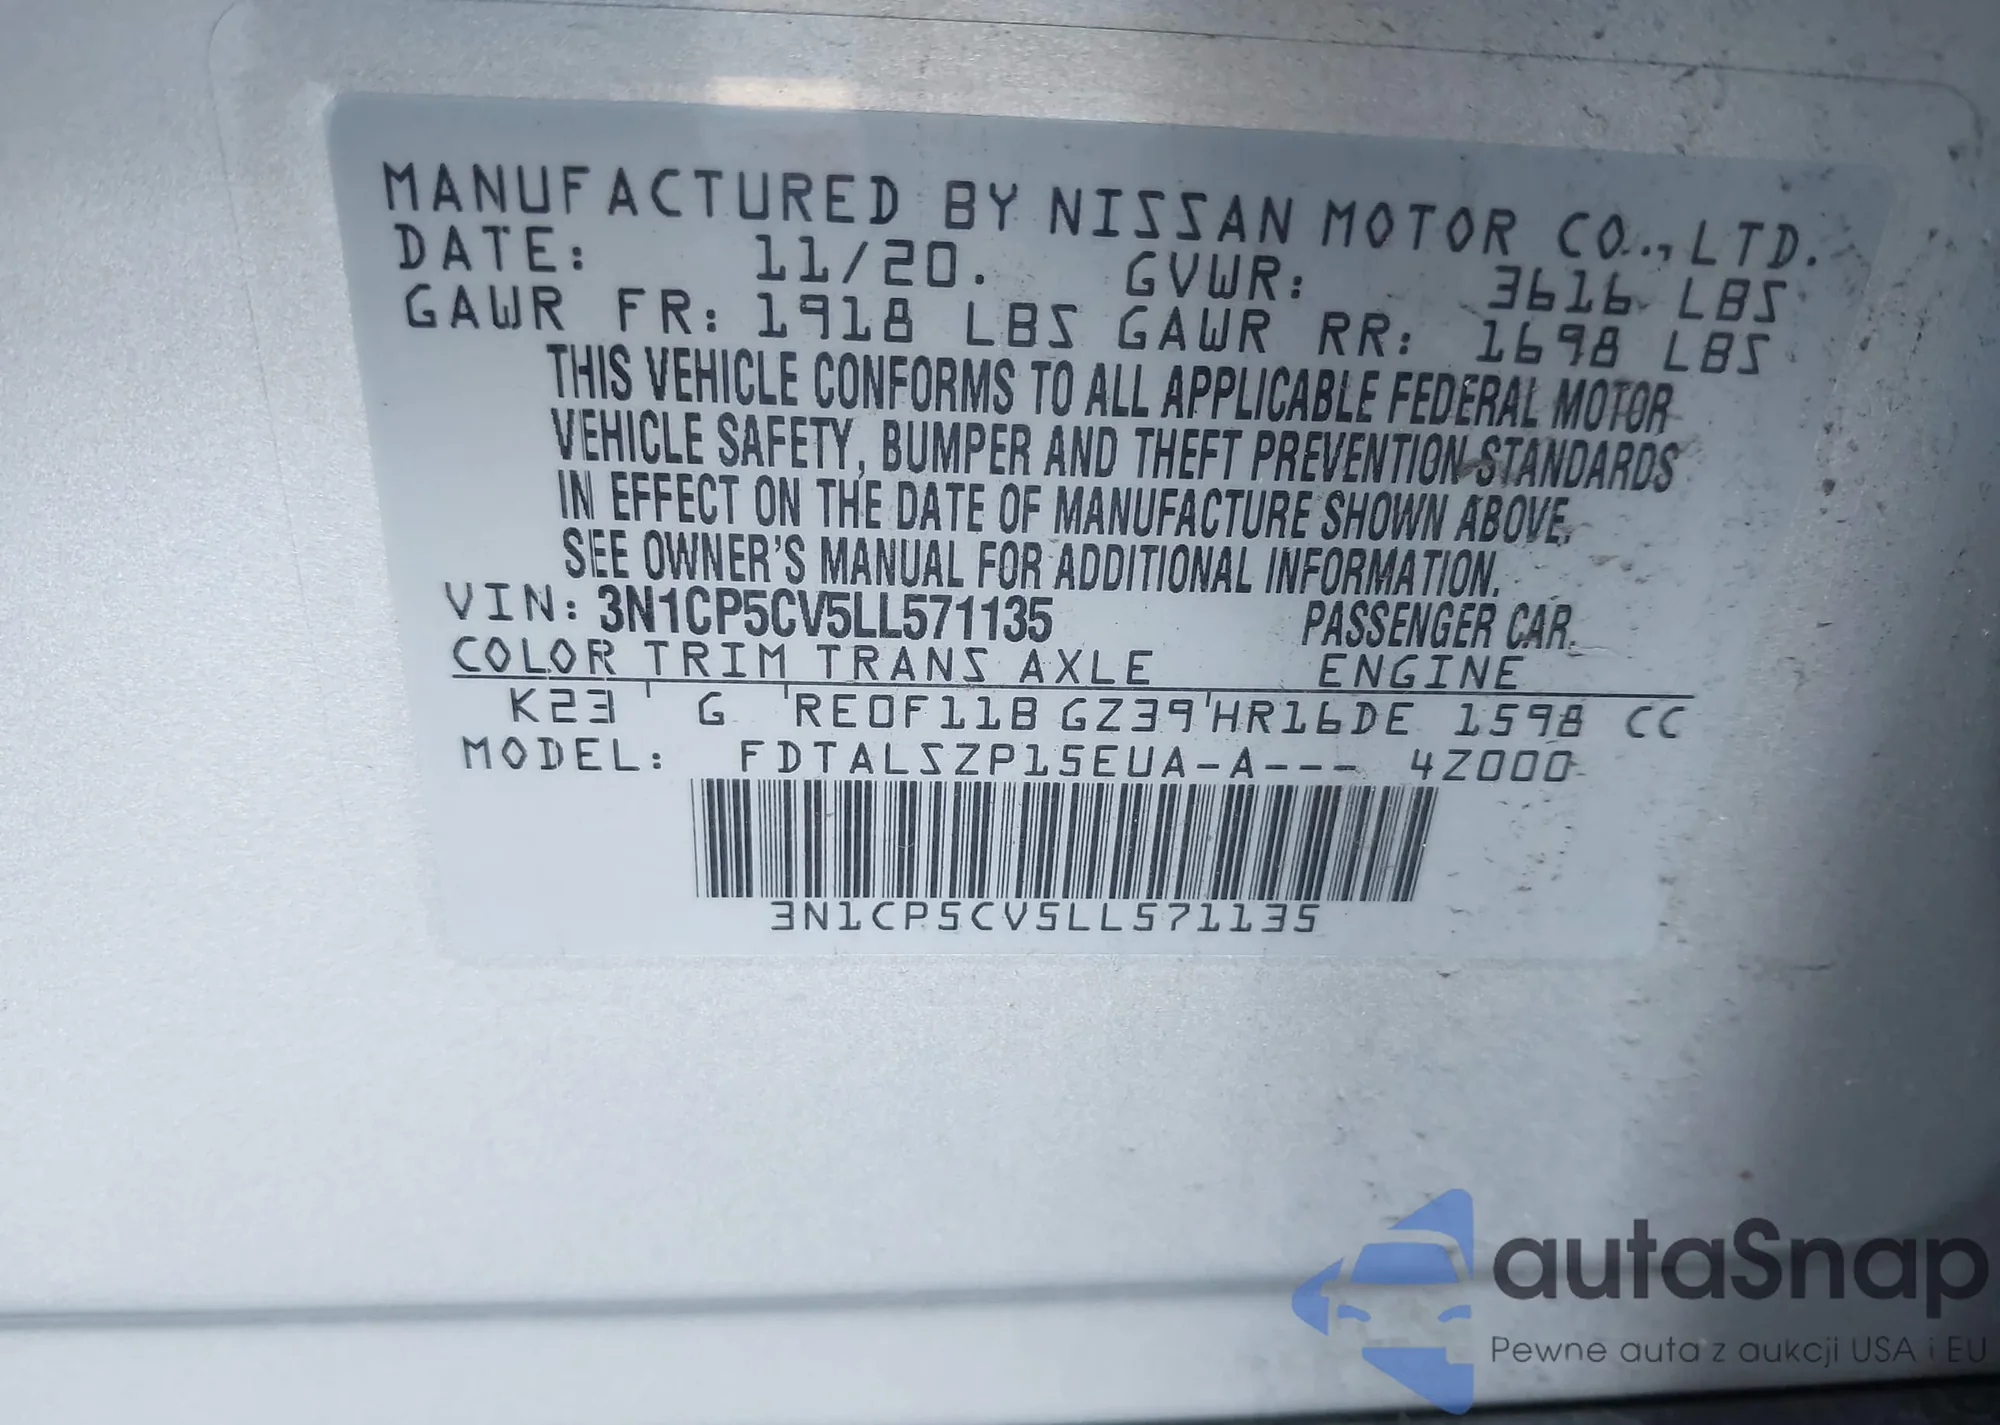 MANUFACTURED BY NISSAN MOTOR CO., LTD.
DATE: 11/20. GVWR: 3616 LBS
GAWR FR: 1918 LBS GAWR RR: 1698 LBS
THIS VEHICLE CONFORMS TO ALL APPLICABLE FEDERAL MOTOR
VEHICLE SAFETY, BUMPER AND THEFT PREVENTION STANDARDS
IN EFFECT ON THE DATE OF MANUFACTURE SHOWN ABOVE.
SEE OWNER'S MANUAL FOR ADDITIONAL INFORMATION.
VIN: 3N1CP5CV5LL571135 PASSENGER CAR.
COLOR TRIM TRANS AXLE ENGINE
K23 G RE0F11B GZ39 HR16DE 1598 CC
MODEL: FDTALSZP15EUA-A--- 4Z000
3N1CP5CV5LL571135
autaSnap
Pewne auta z aukcji USA i EU